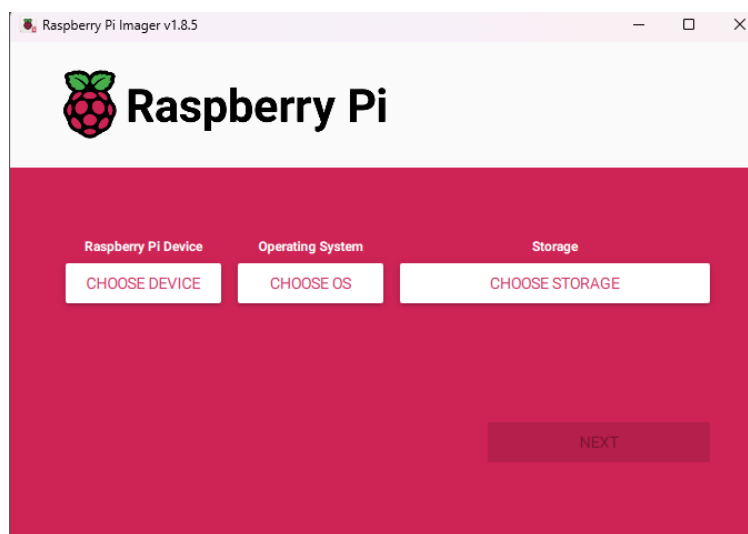 Raspberry Pi Imager v1.8.5
Raspberry Pi
Raspberry Pi Device
Operating System
Storage
CHOOSE DEVICE
CHOOSE OS
CHOOSE STORAGE
NEXT